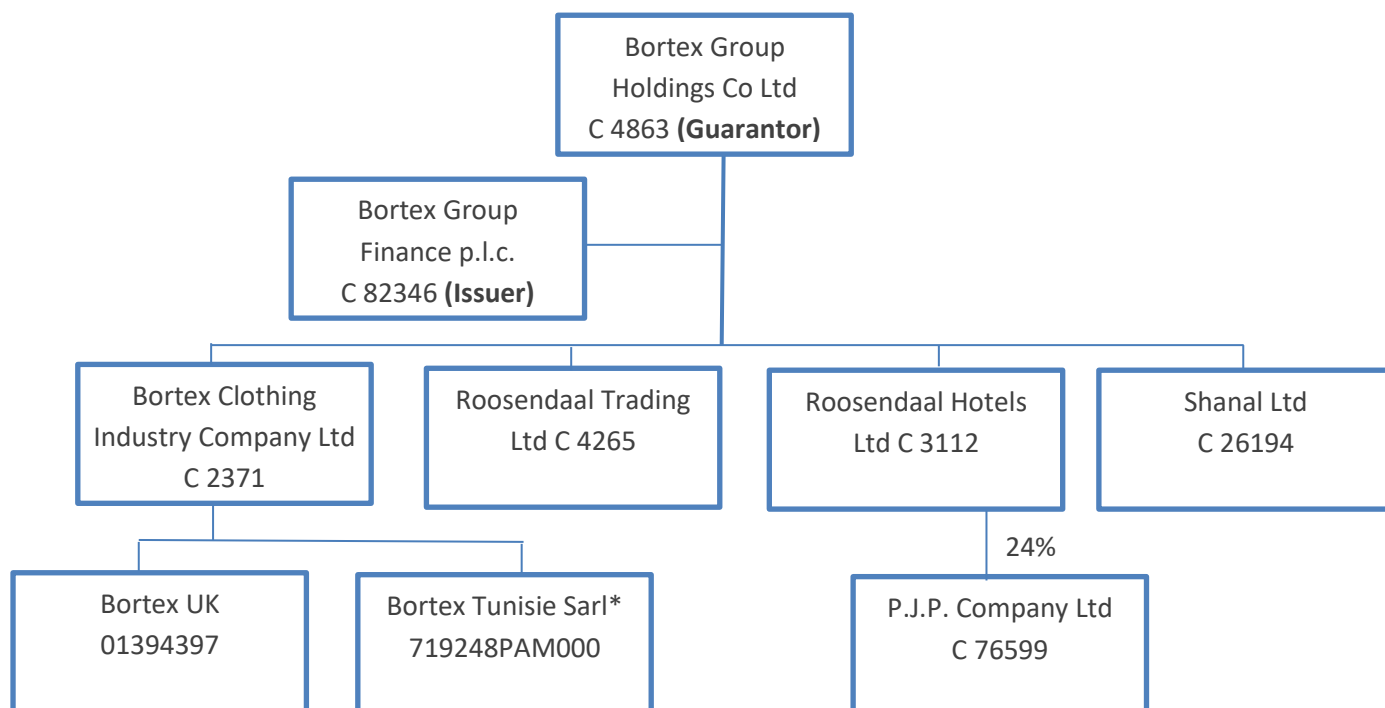 Bortex Group
Holdings Co Ltd
C 4863 (Guarantor)
Bortex Group
Finance p.l.c.
C 82346 (Issuer)
Bortex Clothing
Industry Company Ltd
C 2371
Roosendaal Trading
Ltd C 4265
Roosendaal Hotels
Ltd C 3112
Shanal Ltd
C 26194
24%
Bortex UK
01394397
Bortex Tunisie Sarl*
719248PAM000
P.J.P. Company Ltd
C 76599